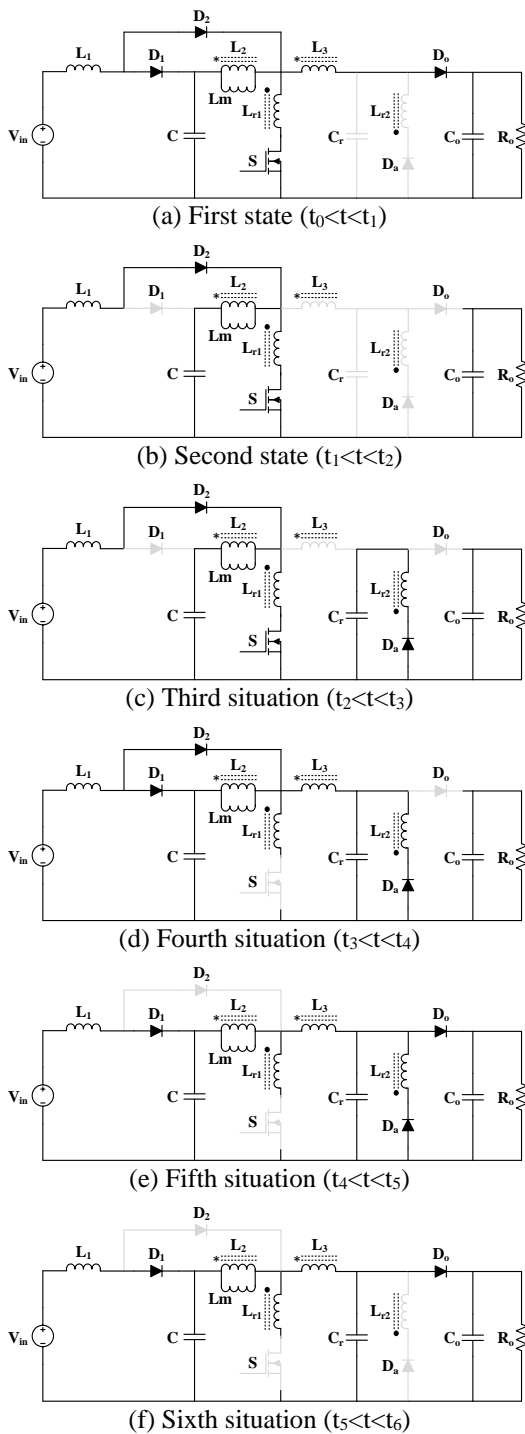 D₂
L₁ D₁ * L₂ * L₃ Dₒ
Lm
Vᵢₙ C Lᵣ₁ Cᵣ Lᵣ₂ Cₒ Rₒ
S Dₐ
(a) First state (t₀<t<t₁)
D₂
L₁ D₁ * L₂ * L₃ Dₒ
Lm
Vᵢₙ C Lᵣ₁ Cᵣ Lᵣ₂ Cₒ Rₒ
S Dₐ
(b) Second state (t₁<t<t₂)
D₂
L₁ D₁ * L₂ * L₃ Dₒ
Lm
Vᵢₙ C Lᵣ₁ Cᵣ Lᵣ₂ Cₒ Rₒ
S Dₐ
(c) Third situation (t₂<t<t₃)
D₂
L₁ D₁ * L₂ * L₃ Dₒ
Lm
Vᵢₙ C Lᵣ₁ Cᵣ Lᵣ₂ Cₒ Rₒ
S Dₐ
(d) Fourth situation (t₃<t<t₄)
D₂
L₁ D₁ * L₂ * L₃ Dₒ
Lm
Vᵢₙ C Lᵣ₁ Cᵣ Lᵣ₂ Cₒ Rₒ
S Dₐ
(e) Fifth situation (t₄<t<t₅)
D₂
L₁ D₁ * L₂ * L₃ Dₒ
Lm
Vᵢₙ C Lᵣ₁ Cᵣ Lᵣ₂ Cₒ Rₒ
S Dₐ
(f) Sixth situation (t₅<t<t₆)